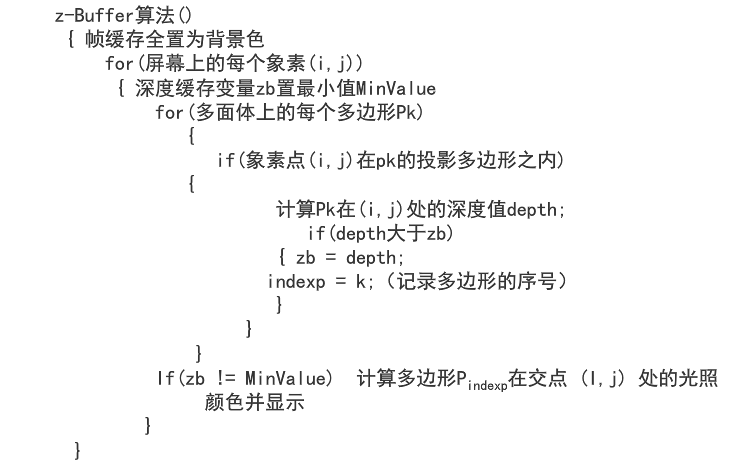 z-Buffer算法()
{ 帧缓存全置为背景色
for(屏幕上的每个象素(i,j))
{ 深度缓存变量zb置最小值MinValue
for(多面体上的每个多边形Pk)
{
if(象素点(i,j)在pk的投影多边形之内)
{
计算Pk在(i,j)处的深度值depth;
if(depth大于zb)
{ zb = depth;
indexp = k;（记录多边形的序号）
}
}
}
If(zb != MinValue) 计算多边形Pindexp在交点 (I,j) 处的光照
颜色并显示
}
}